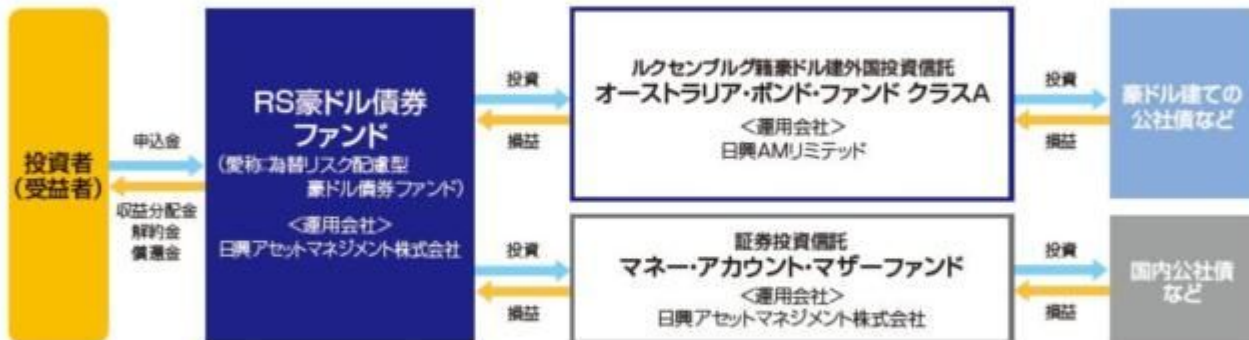 投資者
(受益者)
申込金
収益分配金
解約金
償還金
RS豪ドル債券
ファンド
(愛称:為替リスク配慮型
豪ドル債券ファンド)
<運用会社>
日興アセットマネジメント株式会社
投資
損益
ルクセンブルグ籍豪ドル建外国投資信託
オーストラリア・ボンド・ファンド クラスA
<運用会社>
日興AMリミテッド
投資
損益
豪ドル建ての
公社債など
投資
損益
証券投資信託
マネー・アカウント・マザーファンド
<運用会社>
日興アセットマネジメント株式会社
投資
損益
国内公社債
など